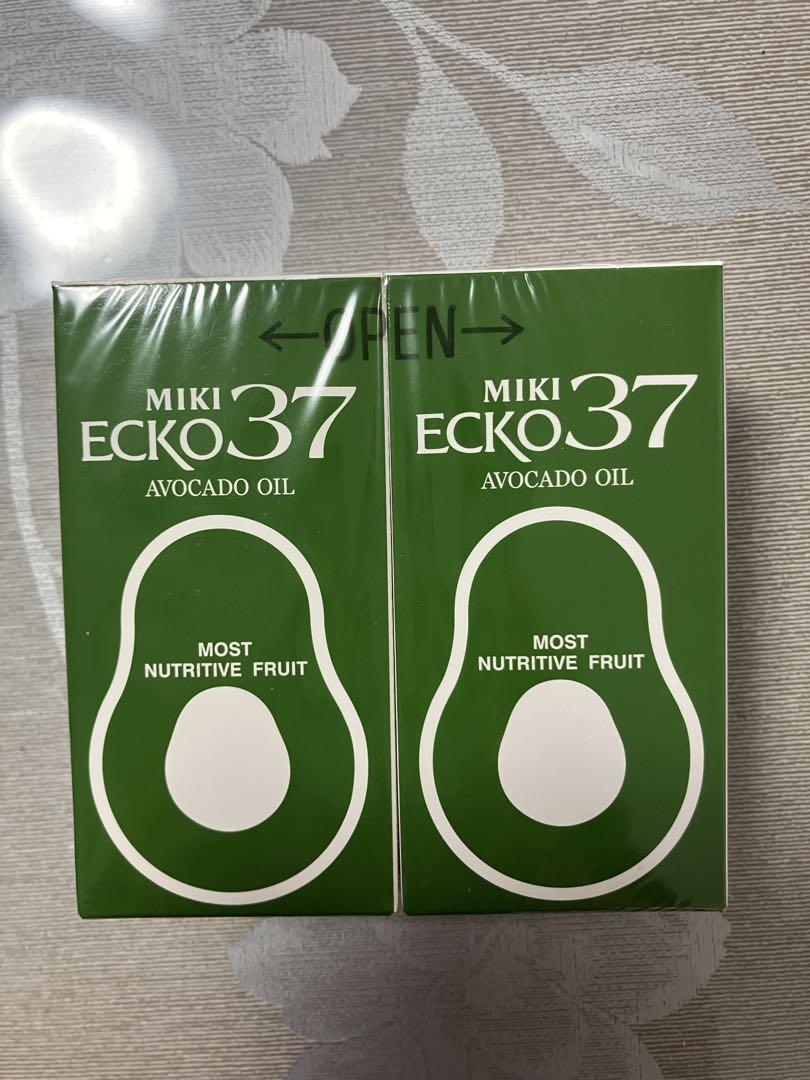 ←OPEN→
MIKI
ECKO37
AVOCADO OIL
MOST
NUTRITIVE FRUIT
MIKI
ECKO37
AVOCADO OIL
MOST
NUTRITIVE FRUIT